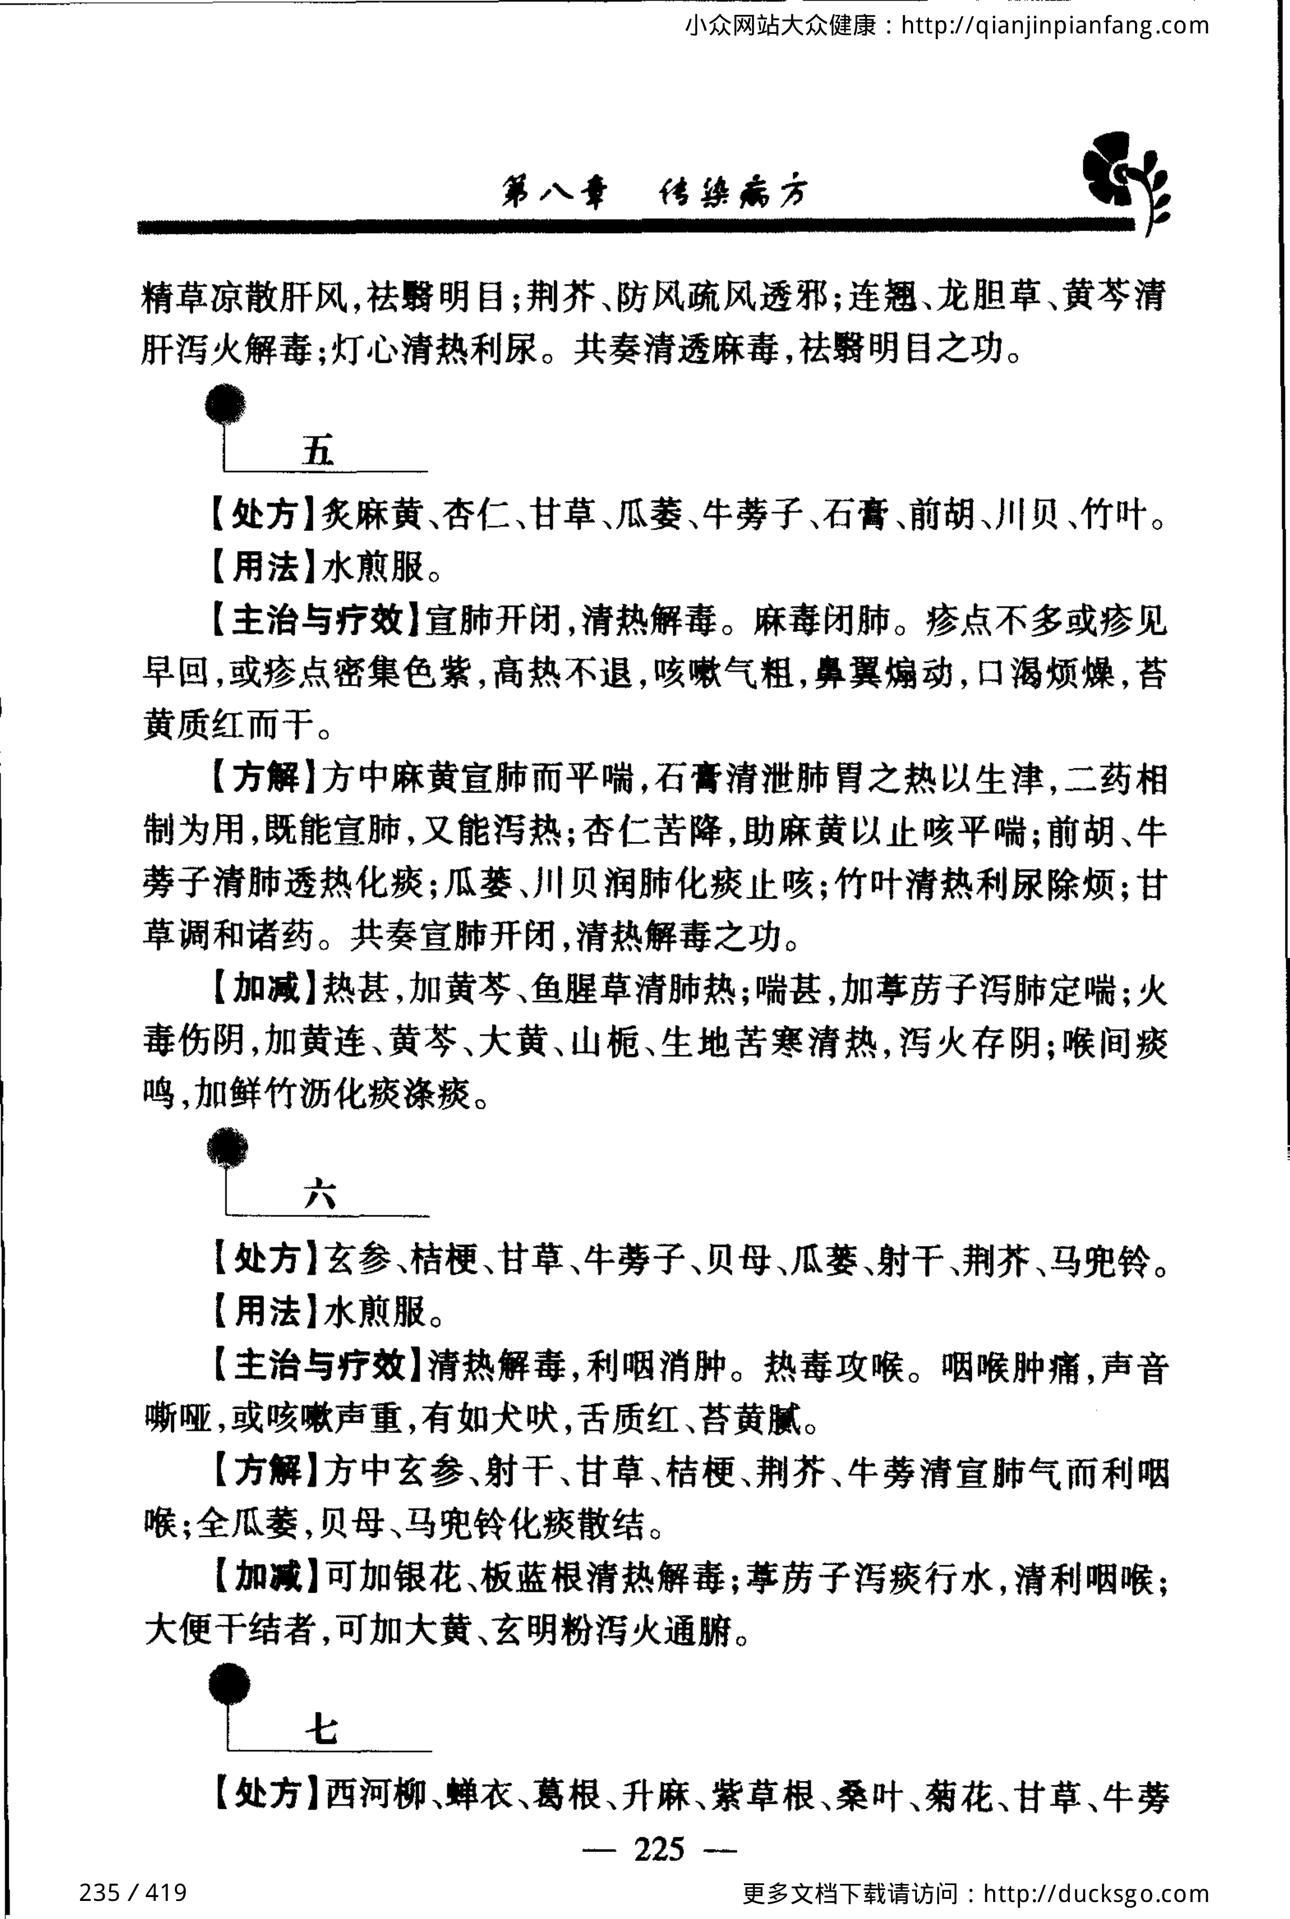 小众网站大众健康：http://qianjinpianfang.com
第八章 传染病方
精草凉散肝风,祛翳明目;荆芥、防风疏风透邪;连翘、龙胆草、黄芩清
肝泻火解毒;灯心清热利尿。共奏清透麻毒,祛翳明目之功。
五
【处方】炙麻黄、杏仁、甘草、瓜蒌、牛蒡子、石膏、前胡、川贝、竹叶。
【用法】水煎服。
【主治与疗效】宣肺开闭,清热解毒。麻毒闭肺。疹点不多或疹见
早回,或疹点密集色紫,高热不退,咳嗽气粗,鼻翼煽动,口渴烦燥,苔
黄质红而干。
【方解】方中麻黄宣肺而平喘,石膏清泄肺胃之热以生津,二药相
制为用,既能宣肺,又能泻热;杏仁苦降,助麻黄以止咳平喘;前胡、牛
蒡子清肺透热化痰;瓜蒌、川贝润肺化痰止咳;竹叶清热利尿除烦;甘
草调和诸药。共奏宣肺开闭,清热解毒之功。
【加减】热甚,加黄芩、鱼腥草清肺热;喘甚,加葶苈子泻肺定喘;火
毒伤阴,加黄连、黄芩、大黄、山栀、生地苦寒清热,泻火存阴;喉间痰
鸣,加鲜竹沥化痰涤痰。
六
【处方】玄参、桔梗、甘草、牛蒡子、贝母、瓜蒌、射干、荆芥、马兜铃。
【用法】水煎服。
【主治与疗效】清热解毒,利咽消肿。热毒攻喉。咽喉肿痛,声音
嘶哑,或咳嗽声重,有如犬吠,舌质红、苔黄腻。
【方解】方中玄参、射干、甘草、桔梗、荆芥、牛蒡清宣肺气而利咽
喉;全瓜蒌,贝母、马兜铃化痰散结。
【加减】可加银花、板蓝根清热解毒;葶苈子泻痰行水,清利咽喉;
大便干结者,可加大黄、玄明粉泻火通腑。
七
【处方】西河柳、蝉衣、葛根、升麻、紫草根、桑叶、菊花、甘草、牛蒡
— 225 —
235 / 419
更多文档下载请访问：http://ducksgo.com